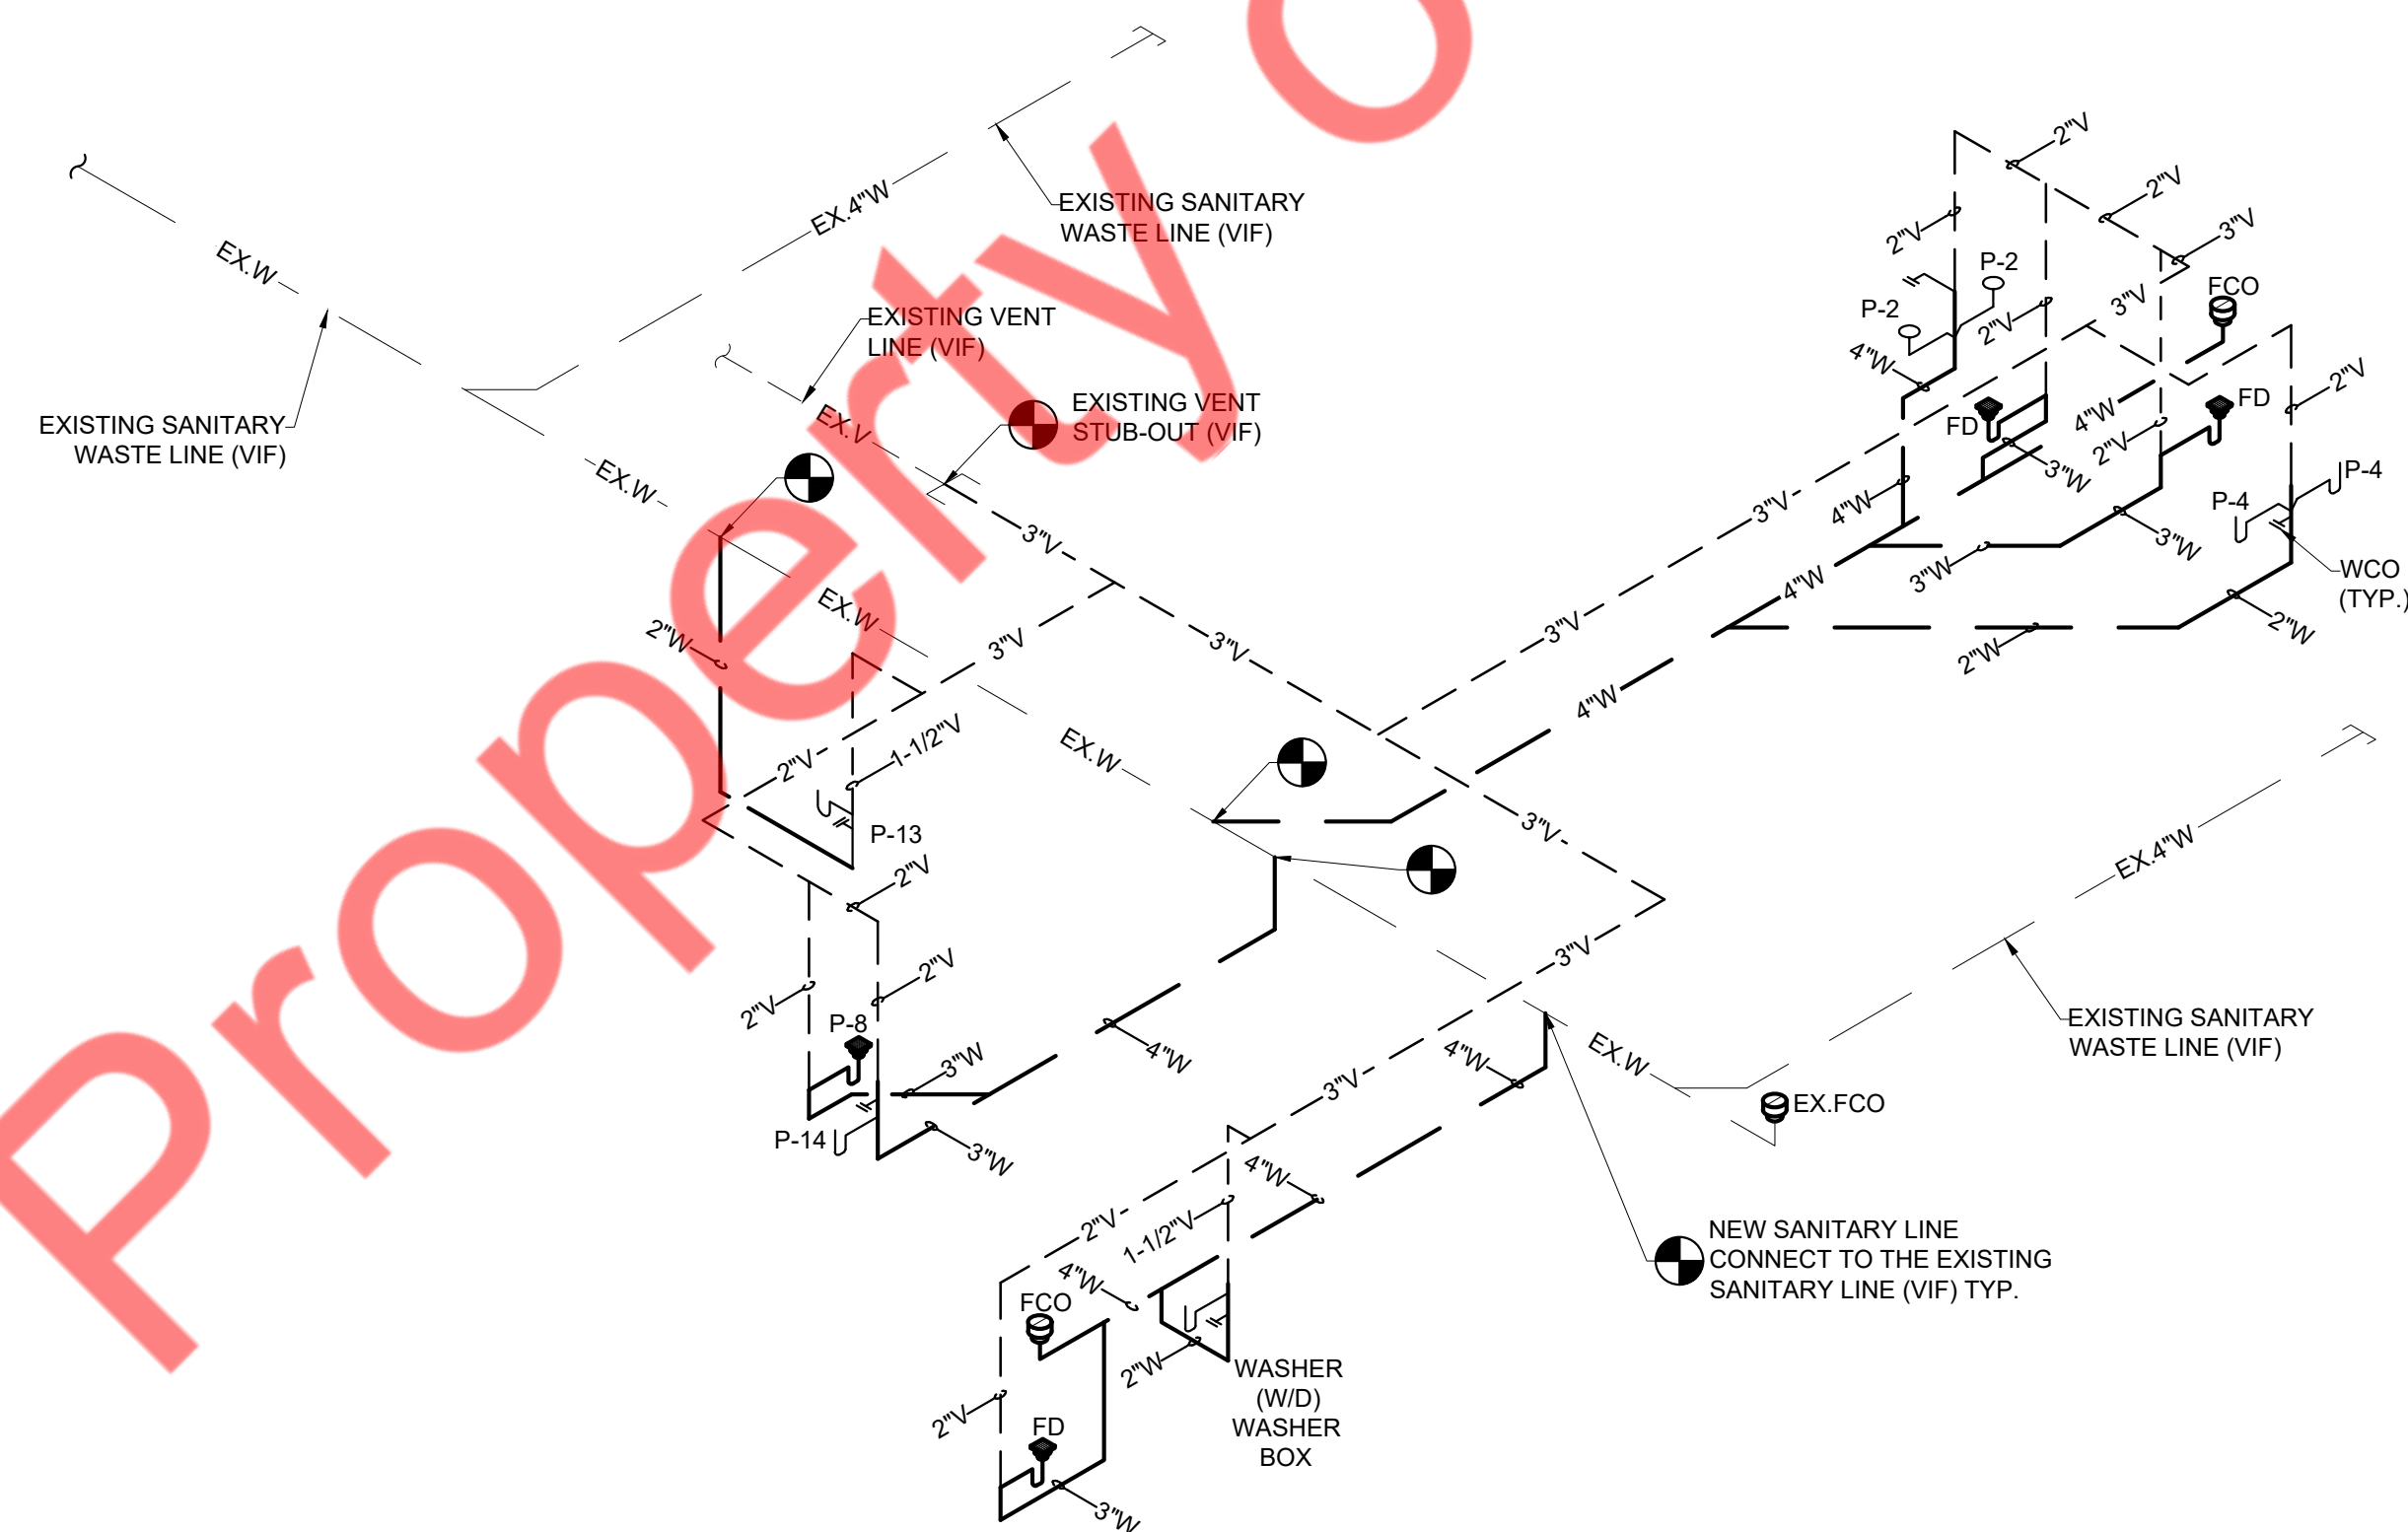 EX.W
EX.4"W
EXISTING SANITARY
WASTE LINE (VIF)
EXISTING SANITARY
WASTE LINE (VIF)
EXISTING VENT
LINE (VIF)
EX.V
EXISTING VENT
STUB-OUT (VIF)
EX.W
EX.W
EX.W
3"V
3"V
3"V
3"V
2"W
2"V
1-1/2"V
P-13
2"V
2"V
2"V
P-8
3"W
P-14
3"W
4"W
2"V
2"V
3"V
2"V
P-2
P-2
2"V
3"V
FCO
4"W
FD
4"W
FD
2"V
2"V
3"W
3"V
4"W
P-4
P-4
3"W
WCO
(TYP.)
4"W
3"W
3"V
2"W
2"W
4"W
EX.4"W
3"V
EXISTING SANITARY
WASTE LINE (VIF)
EX.W
4"W
EX.FCO
3"V
4"W
2"V
1-1/2"V
NEW SANITARY LINE
CONNECT TO THE EXISTING
SANITARY LINE (VIF) TYP.
4"W
FCO
2"W
WASHER
(W/D)
WASHER
BOX
2"V
FD
3"W
Property o